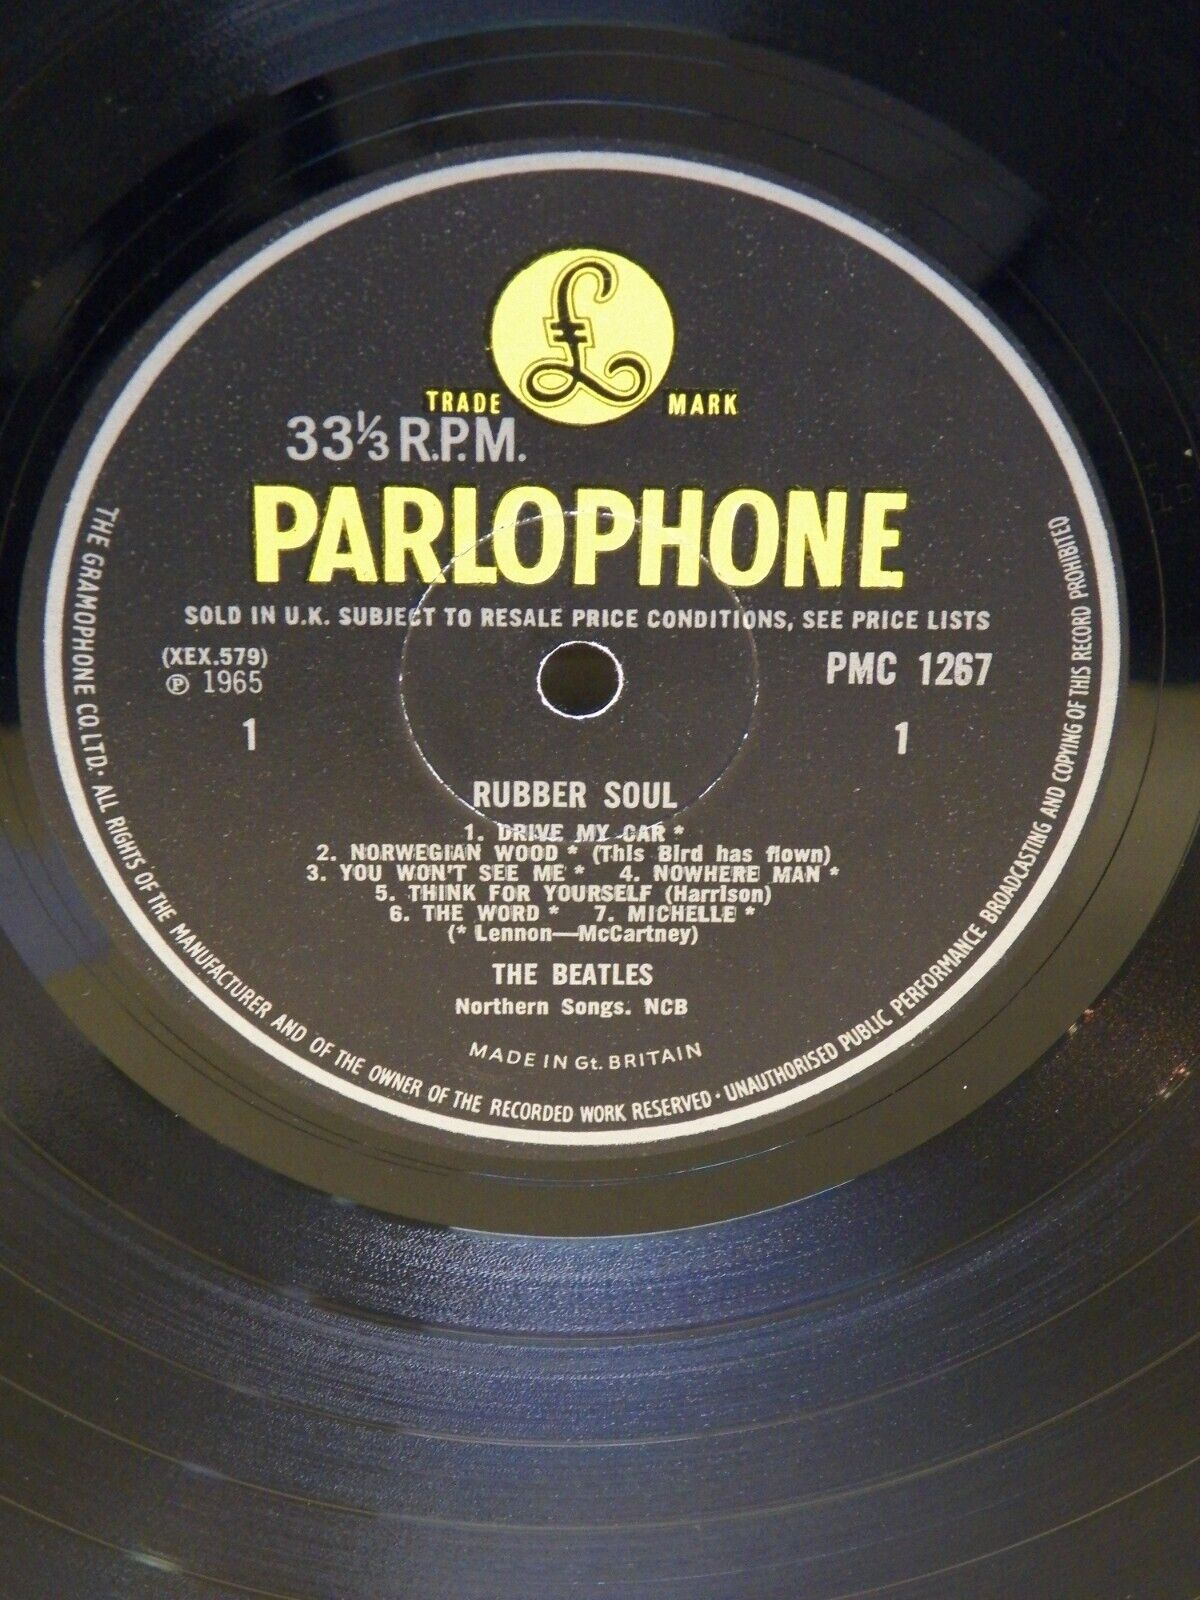 £
TRADE MARK
33⅓ R.P.M.
PARLOPHONE
SOLD IN U.K. SUBJECT TO RESALE PRICE CONDITIONS, SEE PRICE LISTS
(XEX.579)
℗ 1965
PMC 1267
1
1
RUBBER SOUL
1. DRIVE MY CAR *
2. NORWEGIAN WOOD * (This Bird has flown)
3. YOU WON'T SEE ME * 4. NOWHERE MAN *
5. THINK FOR YOURSELF (Harrison)
6. THE WORD * 7. MICHELLE *
(* Lennon—McCartney)
THE BEATLES
Northern Songs. NCB
MADE IN Gt. BRITAIN
THE GRAMOPHONE CO. LTD. · ALL RIGHTS OF THE MANUFACTURER AND OF THE OWNER OF THE RECORDED WORK RESERVED · UNAUTHORISED PUBLIC PERFORMANCE BROADCASTING AND COPYING OF THIS RECORD PROHIBITED